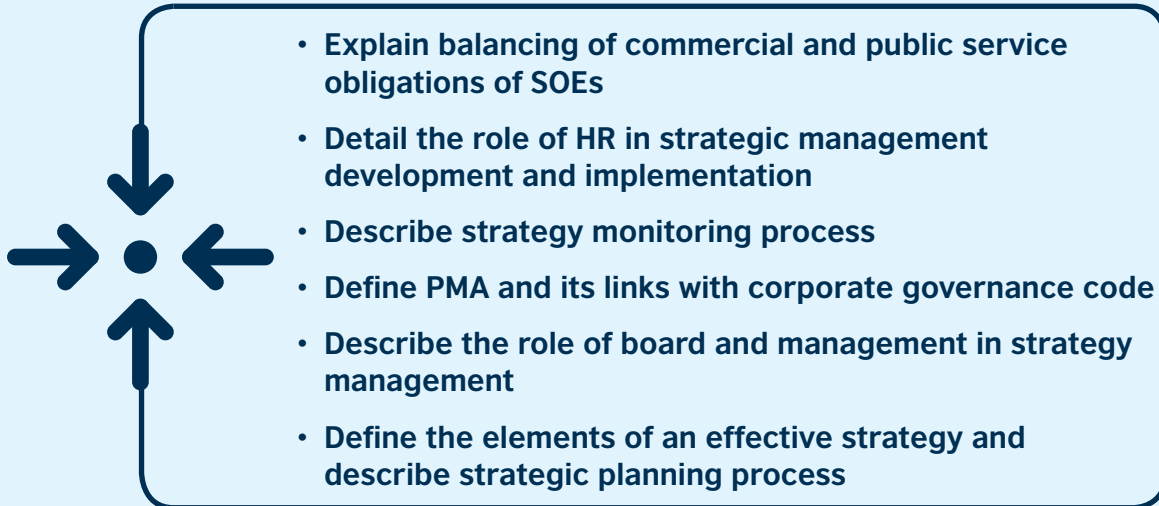 • Explain balancing of commercial and public service
obligations of SOEs
• Detail the role of HR in strategic management
development and implementation
• Describe strategy monitoring process
• Define PMA and its links with corporate governance code
• Describe the role of board and management in strategy
management
• Define the elements of an effective strategy and
describe strategic planning process